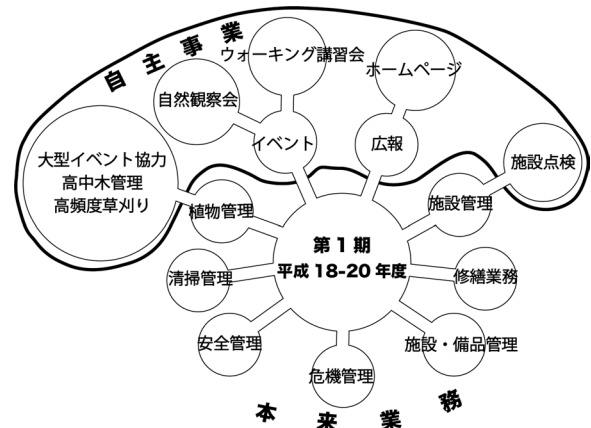 自主事業
ウォーキング講習会
ホームページ
自然観察会
イベント
広報
大型イベント協力
高中木管理
高頻度草刈り
施設点検
植物管理
施設管理
第1期
平成18-20年度
清掃管理
修繕業務
安全管理
施設・備品管理
危機管理
本来業務